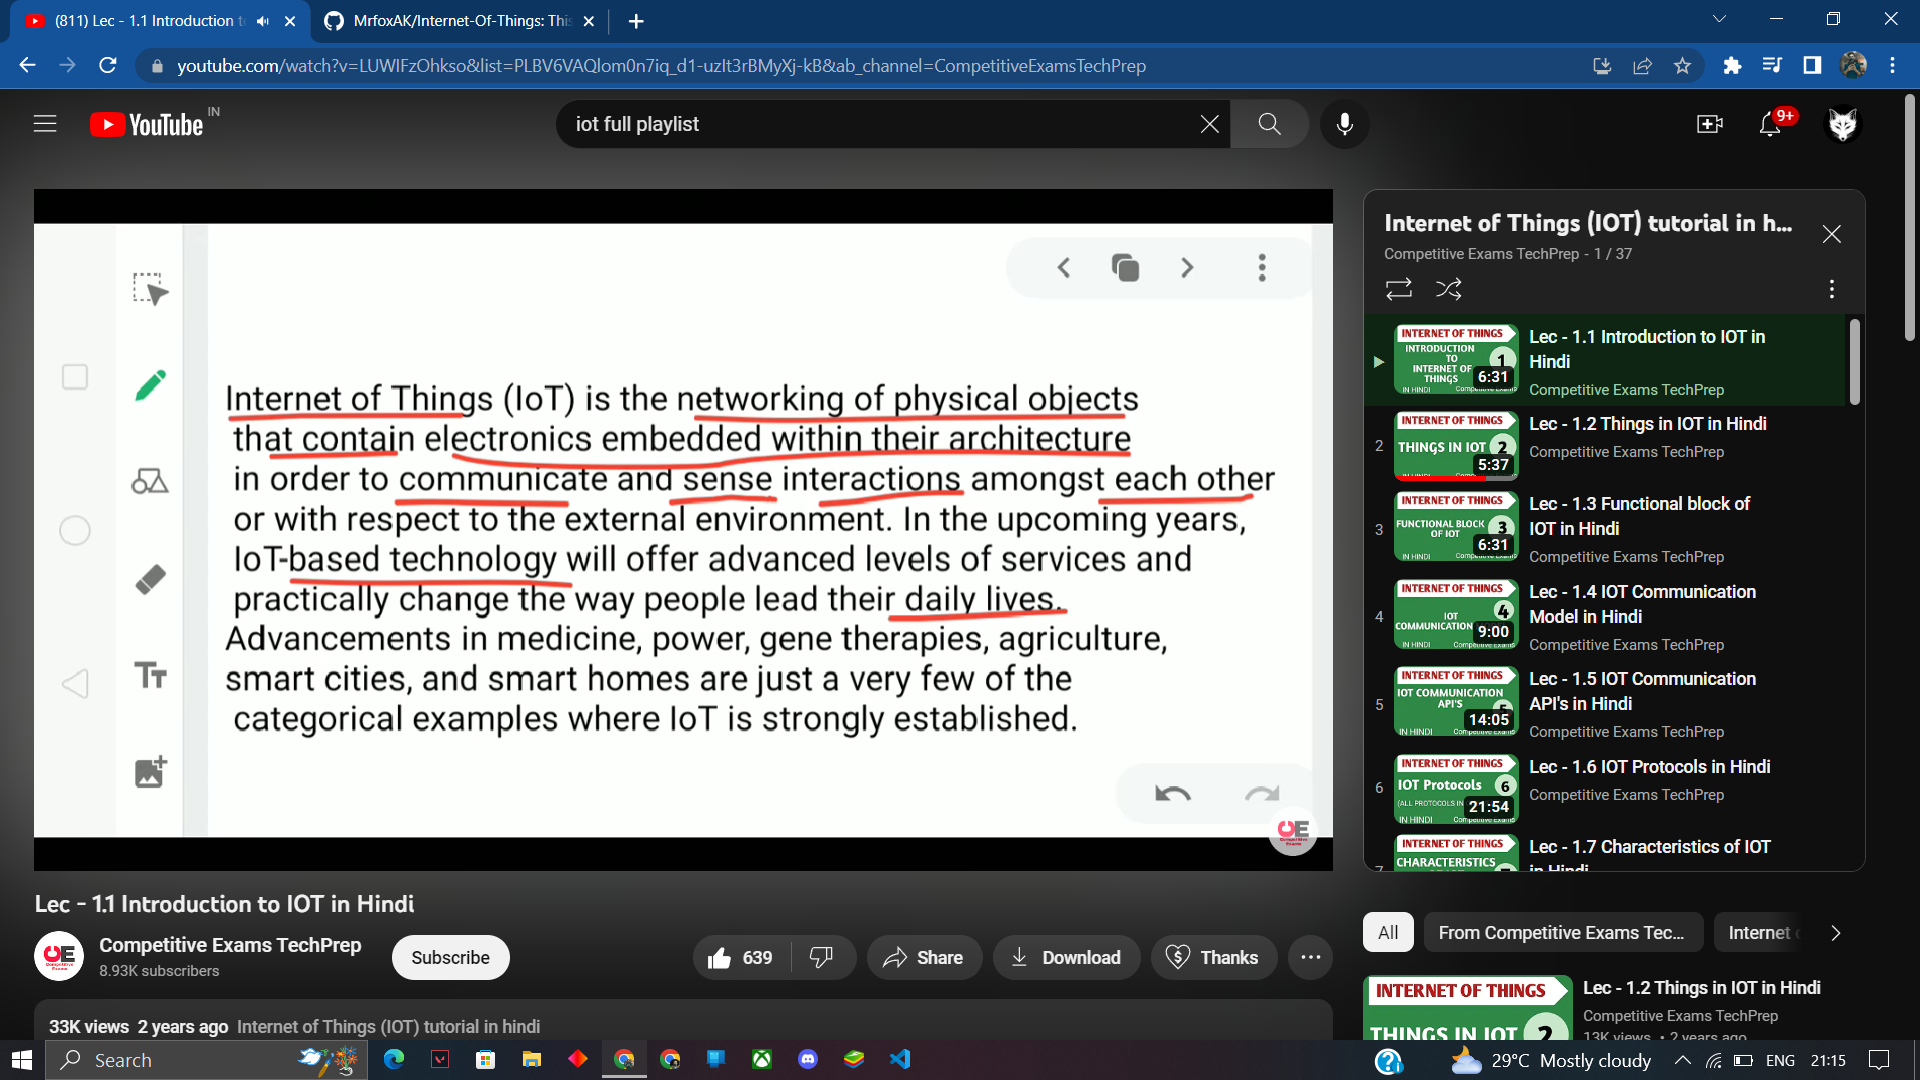 (811) Lec - 1.1 Introduction t
MrfoxAK/Internet-Of-Things: This
youtube.com/watch?v=LUWIFzOhkso&list=PLBV6VAQlom0n7iq_d1-uzIt3rBMyXj-kB&ab_channel=CompetitiveExamsTechPrep
YouTube IN
iot full playlist
9+
Internet of Things (IoT) is the networking of physical objects
that contain electronics embedded within their architecture
in order to communicate and sense interactions amongst each other
or with respect to the external environment. In the upcoming years,
IoT-based technology will offer advanced levels of services and
practically change the way people lead their daily lives.
Advancements in medicine, power, gene therapies, agriculture,
smart cities, and smart homes are just a very few of the
categorical examples where IoT is strongly established.
Tт
CE
Lec - 1.1 Introduction to IOT in Hindi
Competitive Exams TechPrep
8.93K subscribers
Subscribe
639
Share
Download
Thanks
33K views 2 years ago Internet of Things (IOT) tutorial in hindi
Internet of Things (IOT) tutorial in h...
Competitive Exams TechPrep - 1 / 37
INTERNET OF THINGS
INTRODUCTION
TO
INTERNET OF
THINGS
1
6:31
IN HINDI
Lec - 1.1 Introduction to IOT in
Hindi
Competitive Exams TechPrep
2
INTERNET OF THINGS
THINGS IN IOT 2
5:37
Lec - 1.2 Things in IOT in Hindi
Competitive Exams TechPrep
3
INTERNET OF THINGS
FUNCTIONAL BLOCK
OF IOT
3
6:31
IN HINDI
Lec - 1.3 Functional block of
IOT in Hindi
Competitive Exams TechPrep
4
INTERNET OF THINGS
IOT
COMMUNICATION
4
9:00
IN HINDI
Lec - 1.4 IOT Communication
Model in Hindi
Competitive Exams TechPrep
5
INTERNET OF THINGS
IOT COMMUNICATION
API'S
5
14:05
IN HINDI
Lec - 1.5 IOT Communication
API's in Hindi
Competitive Exams TechPrep
6
INTERNET OF THINGS
IOT Protocols 6
(ALL PROTOCOLS IN
21:54
IN HINDI
Lec - 1.6 IOT Protocols in Hindi
Competitive Exams TechPrep
7
INTERNET OF THINGS
CHARACTERISTICS
Lec - 1.7 Characteristics of IOT
in Hindi
All
From Competitive Exams Tec...
Internet
INTERNET OF THINGS
THINGS IN IOT 2
Lec - 1.2 Things in IOT in Hindi
Competitive Exams TechPrep
13K views • 2 years ago
Search
29°C Mostly cloudy
ENG
21:15